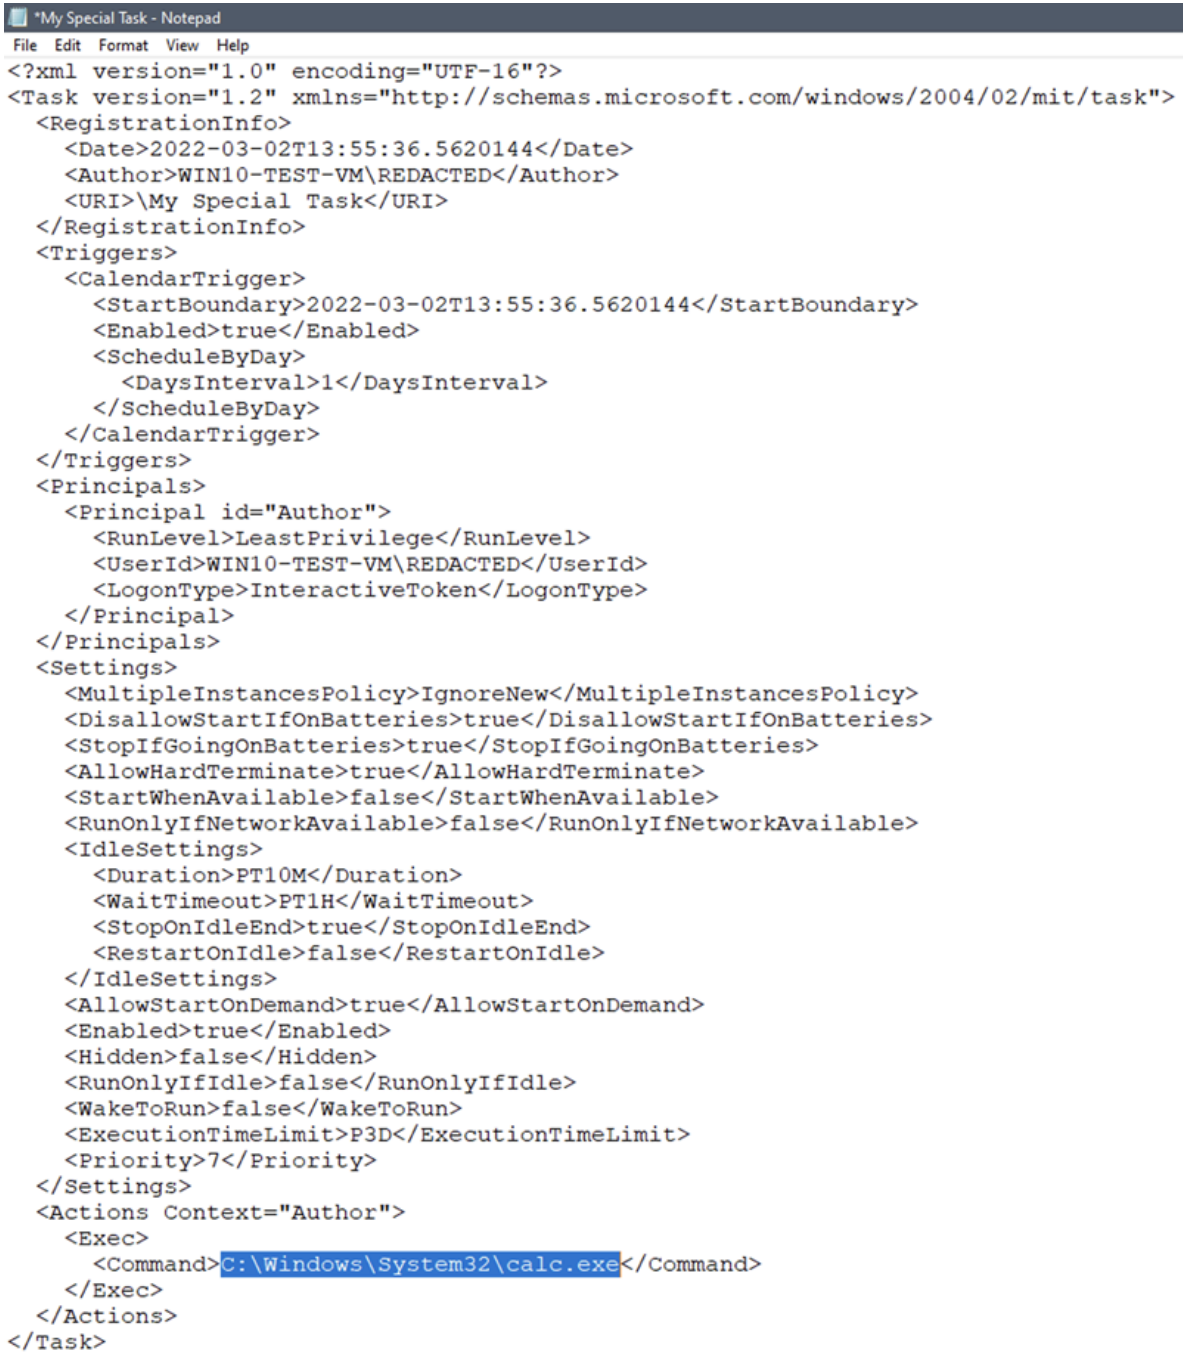 *My Special Task - Notepad
File Edit Format View Help
<?xml version="1.0" encoding="UTF-16"?>
<Task version="1.2" xmlns="http://schemas.microsoft.com/windows/2004/02/mit/task">
  <RegistrationInfo>
    <Date>2022-03-02T13:55:36.5620144</Date>
    <Author>WIN10-TEST-VM\REDACTED</Author>
    <URI>\My Special Task</URI>
  </RegistrationInfo>
  <Triggers>
    <CalendarTrigger>
      <StartBoundary>2022-03-02T13:55:36.5620144</StartBoundary>
      <Enabled>true</Enabled>
      <ScheduleByDay>
        <DaysInterval>1</DaysInterval>
      </ScheduleByDay>
    </CalendarTrigger>
  </Triggers>
  <Principals>
    <Principal id="Author">
      <RunLevel>LeastPrivilege</RunLevel>
      <UserId>WIN10-TEST-VM\REDACTED</UserId>
      <LogonType>InteractiveToken</LogonType>
    </Principal>
  </Principals>
  <Settings>
    <MultipleInstancesPolicy>IgnoreNew</MultipleInstancesPolicy>
    <DisallowStartIfOnBatteries>true</DisallowStartIfOnBatteries>
    <StopIfGoingOnBatteries>true</StopIfGoingOnBatteries>
    <AllowHardTerminate>true</AllowHardTerminate>
    <StartWhenAvailable>false</StartWhenAvailable>
    <RunOnlyIfNetworkAvailable>false</RunOnlyIfNetworkAvailable>
    <IdleSettings>
      <Duration>PT10M</Duration>
      <WaitTimeout>PT1H</WaitTimeout>
      <StopOnIdleEnd>true</StopOnIdleEnd>
      <RestartOnIdle>false</RestartOnIdle>
    </IdleSettings>
    <AllowStartOnDemand>true</AllowStartOnDemand>
    <Enabled>true</Enabled>
    <Hidden>false</Hidden>
    <RunOnlyIfIdle>false</RunOnlyIfIdle>
    <WakeToRun>false</WakeToRun>
    <ExecutionTimeLimit>P3D</ExecutionTimeLimit>
    <Priority>7</Priority>
  </Settings>
  <Actions Context="Author">
    <Exec>
      <Command>C:\Windows\System32\calc.exe</Command>
    </Exec>
  </Actions>
</Task>